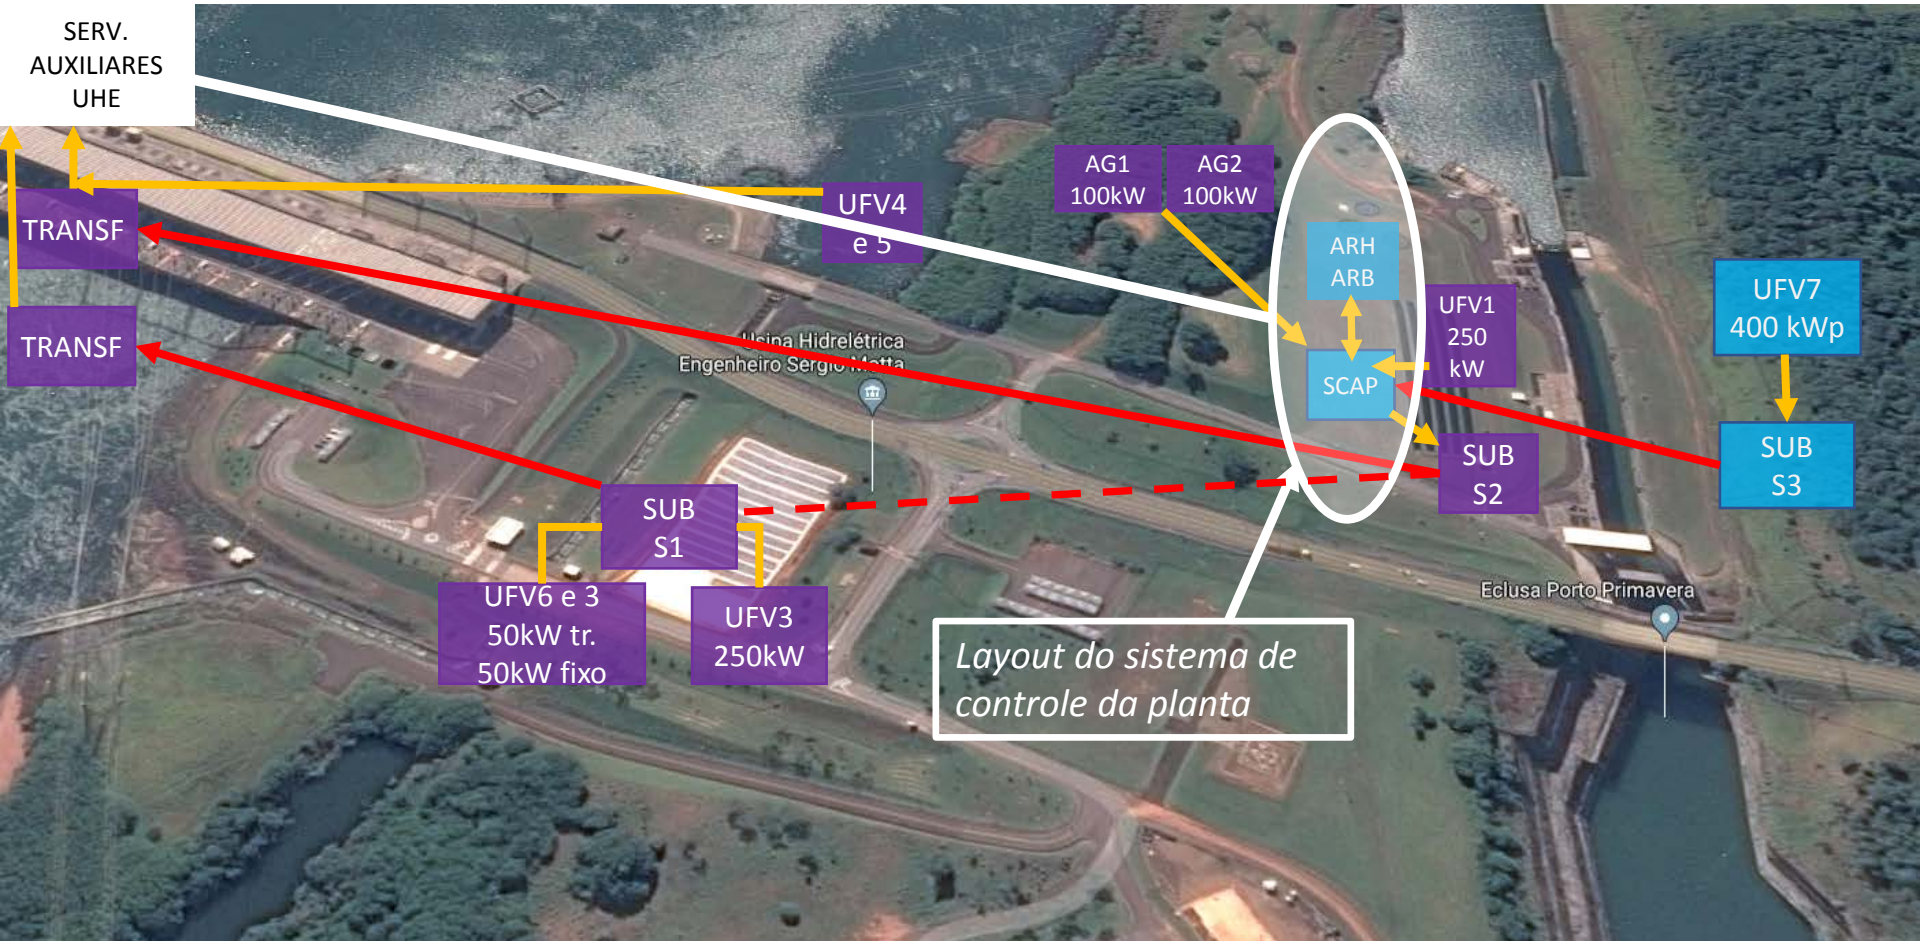 SERV.
AUXILIARES
UHE
AG1
100kW
AG2
100kW
UFV4
e 5
TRANSF
ARH
ARB
UFV7
400 kWp
UFV1
250
kW
TRANSF
Usina Hidrelétrica
Engenheiro Sergio Motta
SCAP
SUB
S2
SUB
S3
SUB
S1
UFV6 e 3
50kW tr.
50kW fixo
UFV3
250kW
Eclusa Porto Primavera
Layout do sistema de
controle da planta